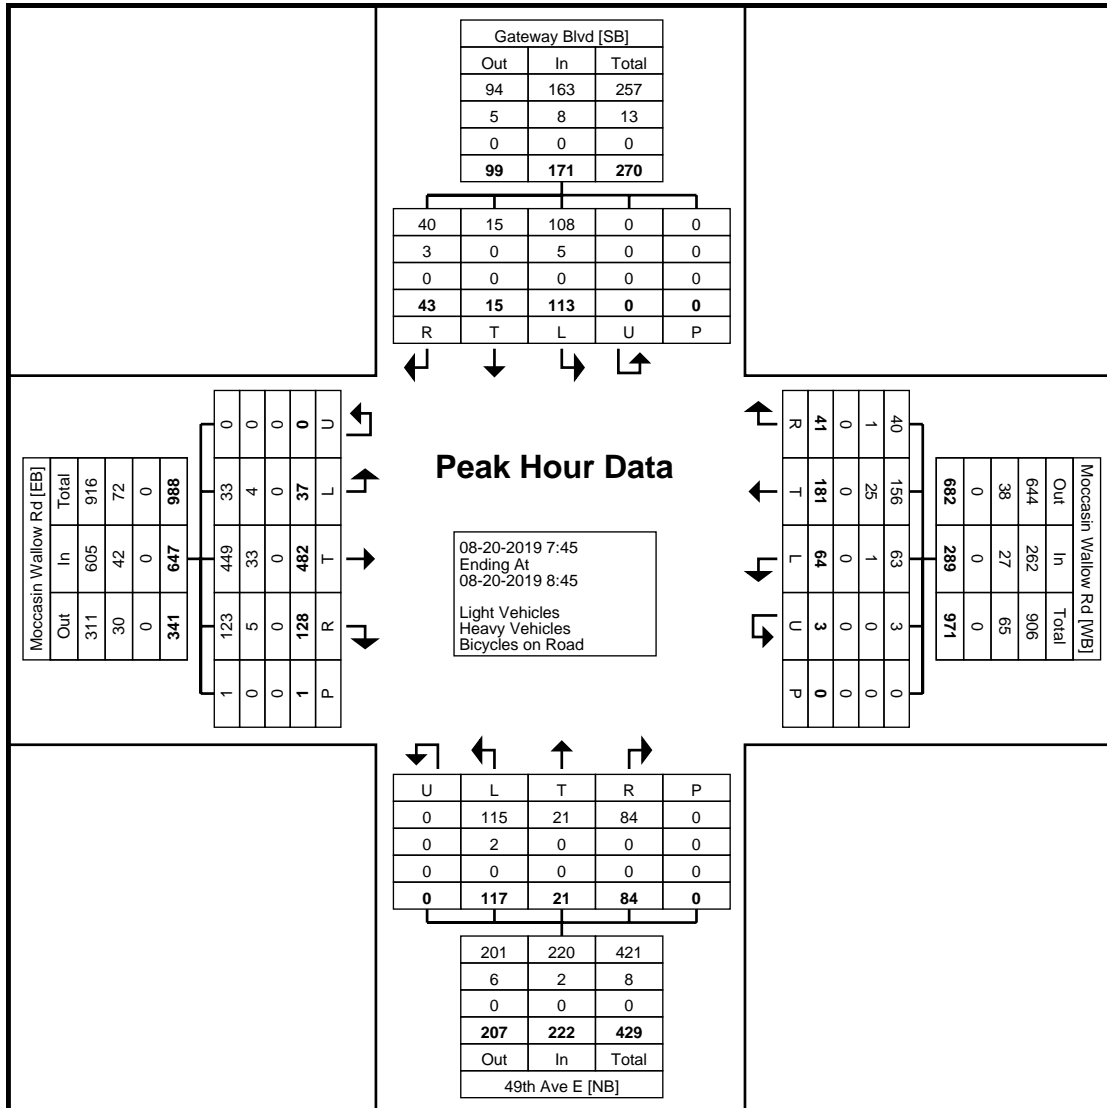 Gateway Blvd [SB]
Out In Total
94 163 257
5 8 13
0 0 0
99 171 270
40 15 108 0 0
3 0 5 0 0
0 0 0 0 0
43 15 113 0 0
R T L U P
Moccasin Wallow Rd [EB]
Total In Out
916 605 311
72 42 30
0 0 0
988 647 341
0 33 449 123 1
0 4 33 5 0
0 0 0 0 0
0 37 482 128 1
U L T R P
Peak Hour Data
08-20-2019 7:45
Ending At
08-20-2019 8:45
Light Vehicles
Heavy Vehicles
Bicycles on Road
R T L U P
41 181 64 3 0
0 0 0 0 0
1 25 1 0 0
40 156 63 3 0
682 289 971
0 0 0
38 27 65
644 262 906
Out In Total
Moccasin Wallow Rd [WB]
U L T R P
0 115 21 84 0
0 2 0 0 0
0 0 0 0 0
0 117 21 84 0
201 220 421
6 2 8
0 0 0
207 222 429
Out In Total
49th Ave E [NB]